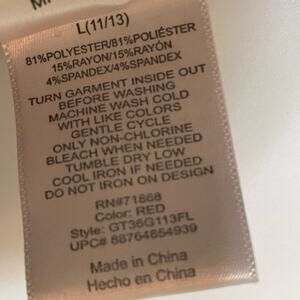 L(11/13)
81%POLYESTER/81%POLIÉSTER
15%RAYON/15%RAYÓN
4%SPANDEX/4%SPANDEX
TURN GARMENT INSIDE OUT
BEFORE WASHING
MACHINE WASH COLD
WITH LIKE COLORS
GENTLE CYCLE
ONLY NON-CHLORINE
BLEACH WHEN NEEDED
TUMBLE DRY LOW
COOL IRON IF NEEDED
DO NOT IRON ON DESIGN
RN#71868
Color: RED
Style: GT36G113FL
UPC# 88764654939
Made in China
Hecho en China